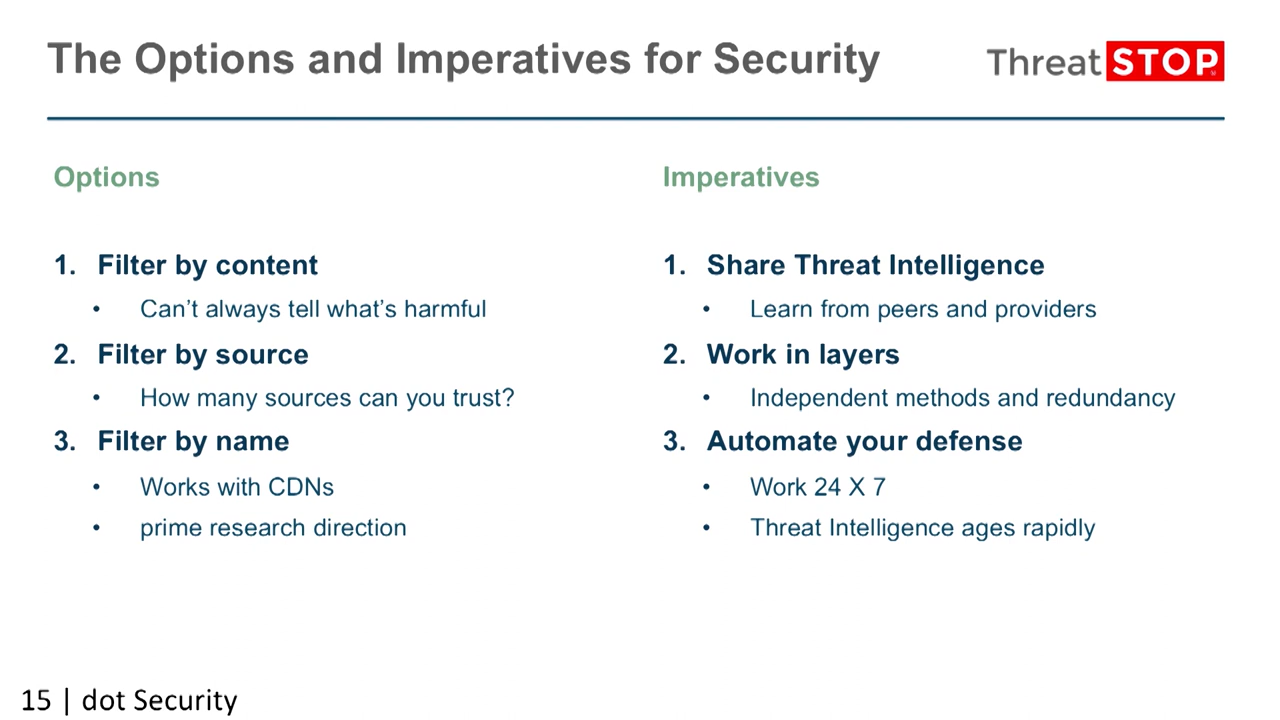 The Options and Imperatives for Security
ThreatSTOP
Options
1. Filter by content
• Can’t always tell what’s harmful
2. Filter by source
• How many sources can you trust?
3. Filter by name
• Works with CDNs
• prime research direction
Imperatives
1. Share Threat Intelligence
• Learn from peers and providers
2. Work in layers
• Independent methods and redundancy
3. Automate your defense
• Work 24 X 7
• Threat Intelligence ages rapidly
15 | dot Security